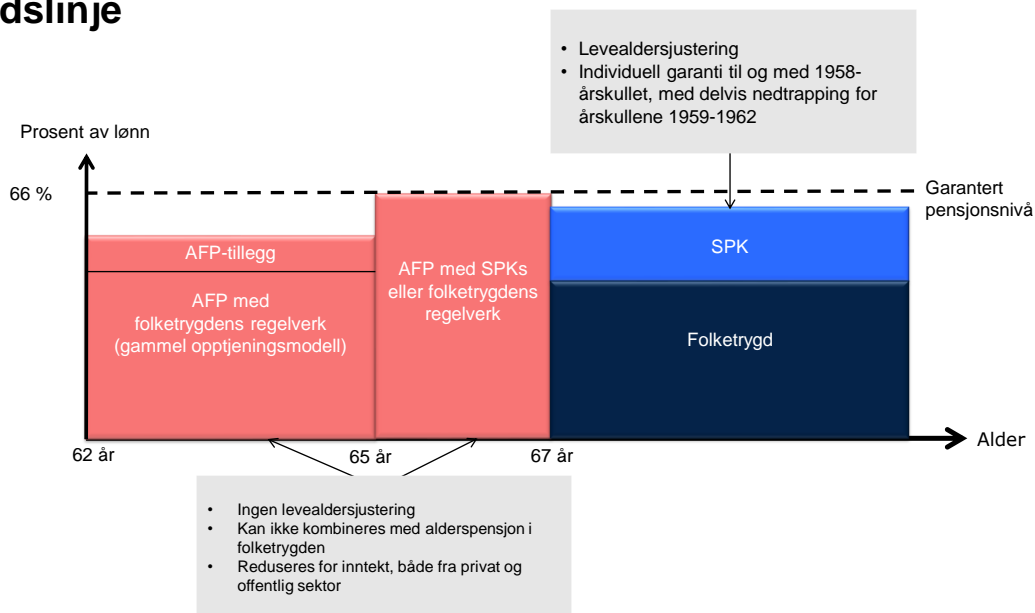 dslinje
• Levealdersjustering
• Individuell garanti til og med 1958-
årskullet, med delvis nedtrapping for
årskullene 1959-1962
Prosent av lønn
66 %
Garantert
pensjonsnivå
AFP-tillegg
AFP med
folketrygdens regelverk
(gammel opptjeningsmodell)
AFP med SPKs
eller folketrygdens
regelverk
SPK
Folketrygd
Alder
62 år
65 år
67 år
• Ingen levealdersjustering
• Kan ikke kombineres med alderspensjon i
folketrygden
• Reduseres for inntekt, både fra privat og
offentlig sektor